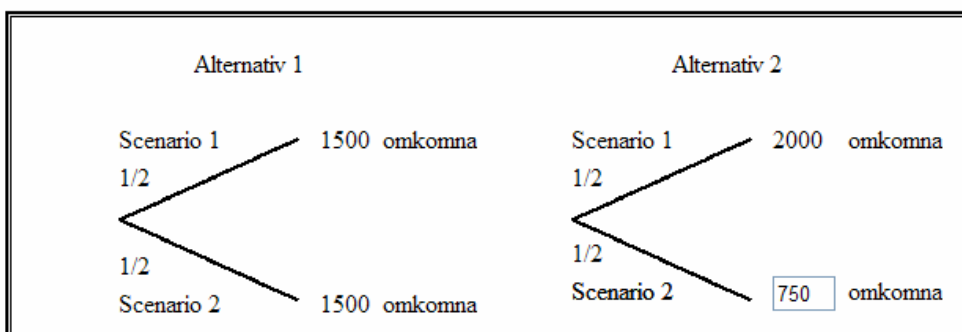 Alternativ 1
Scenario 1 1500 omkomna
1/2
1/2
Scenario 2 1500 omkomna
Alternativ 2
Scenario 1 2000 omkomna
1/2
1/2
Scenario 2 750 omkomna